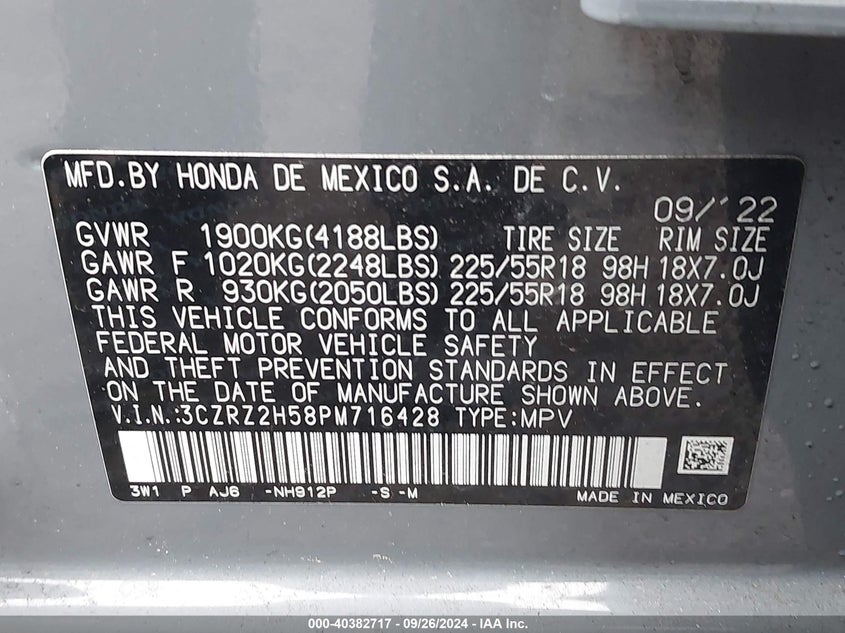 MFD.BY HONDA DE MEXICO S.A. DE C.V.
09/'22
GVWR 1900KG(4188LBS) TIRE SIZE RIM SIZE
GAWR F 1020KG(2248LBS) 225/55R18 98H 18X7.0J
GAWR R 930KG(2050LBS) 225/55R18 98H 18X7.0J
THIS VEHICLE CONFORMS TO ALL APPLICABLE
FEDERAL MOTOR VEHICLE SAFETY
AND THEFT PREVENTION STANDARDS IN EFFECT
ON THE DATE OF MANUFACTURE SHOWN ABOVE.
V.I.N.:3CZRZ2H58PM716428 TYPE:MPV
3W1 P AJ6 -NH912P -S -M
MADE IN MEXICO
000-40382717 - 09/26/2024 - IAA Inc.